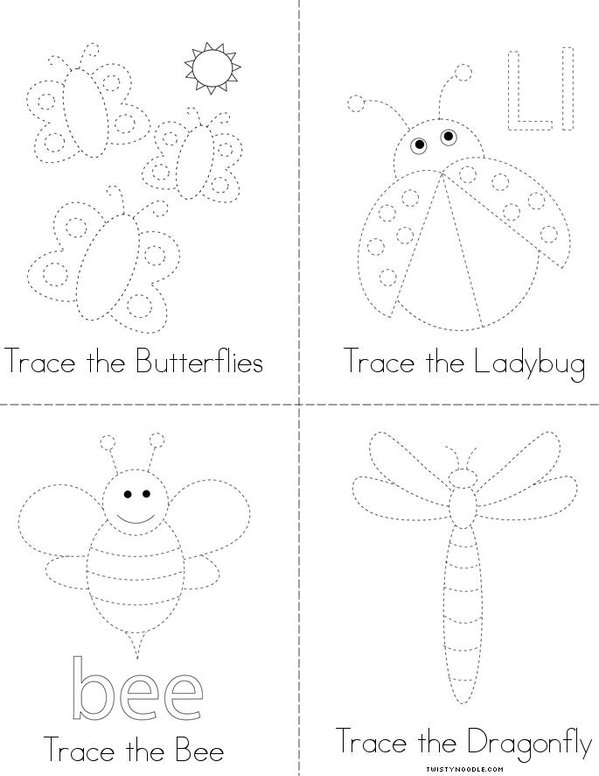 Ll
Trace the Butterflies
Trace the Ladybug
bee
Trace the Bee
Trace the Dragonfly
TWISTYNOODLE.COM